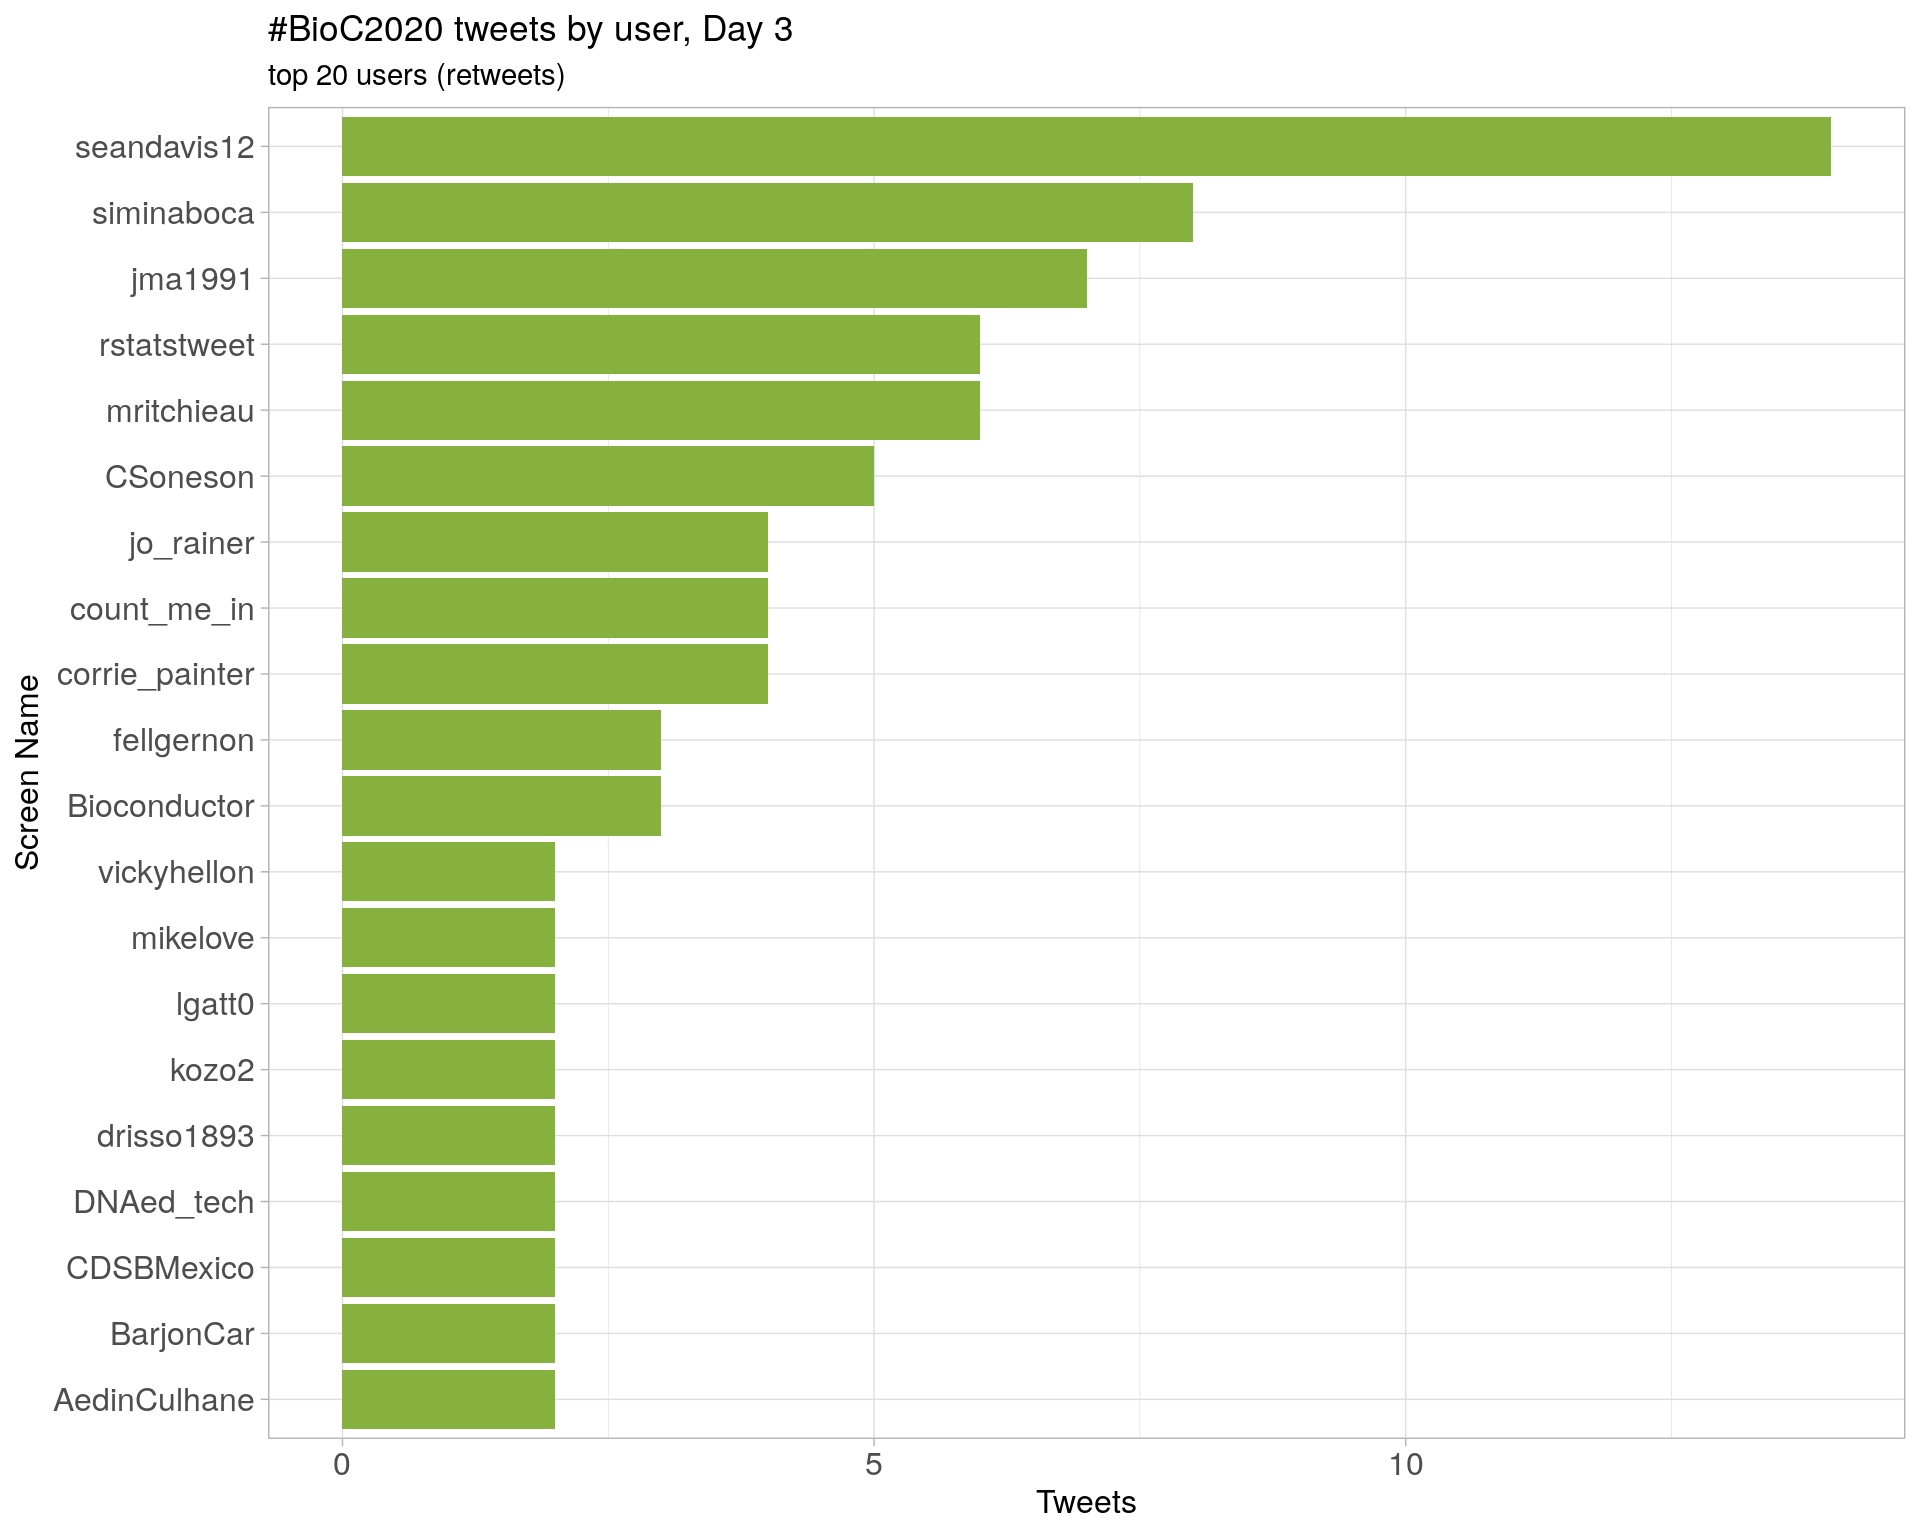 #BioC2020 tweets by user, Day 3
top 20 users (retweets)
seandavis12
siminaboca
jma1991
rstatstweet
mritchieau
CSoneson
jo_rainer
count_me_in
corrie_painter
fellgernon
Bioconductor
vickyhellon
mikelove
lgatt0
kozo2
drisso1893
DNAed_tech
CDSBMexico
BarjonCar
AedinCulhane
Screen Name
0 5 10
Tweets